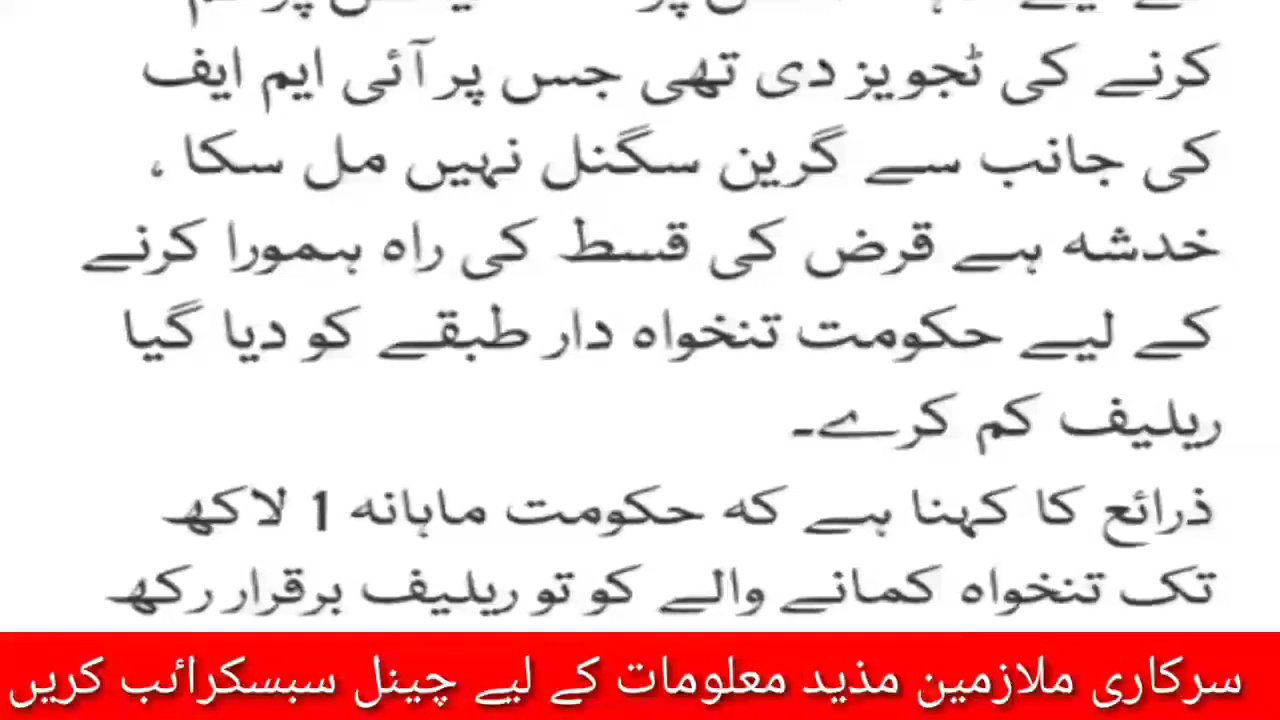 کرنے کی ٹجویز دی تھی جس پر آئی ایم ایف
کی جانب سے گرین سگنل نہیں مل سکا ،
خدشہ ہے قرض کی قسط کی راہ ہمورا کرنے
کے لیے حکومت تنخواہ دار طبقے کو دیا گیا
ریلیف کم کرے۔
ذرائع کا کہنا ہے کہ حکومت ماہانہ 1 لاکھ
تک تنخواہ کمانے والے کو تو ریلیف برقرار رکھ
سرکاری ملازمین مذید معلومات کے لیے چینل سبسکرائب کریں